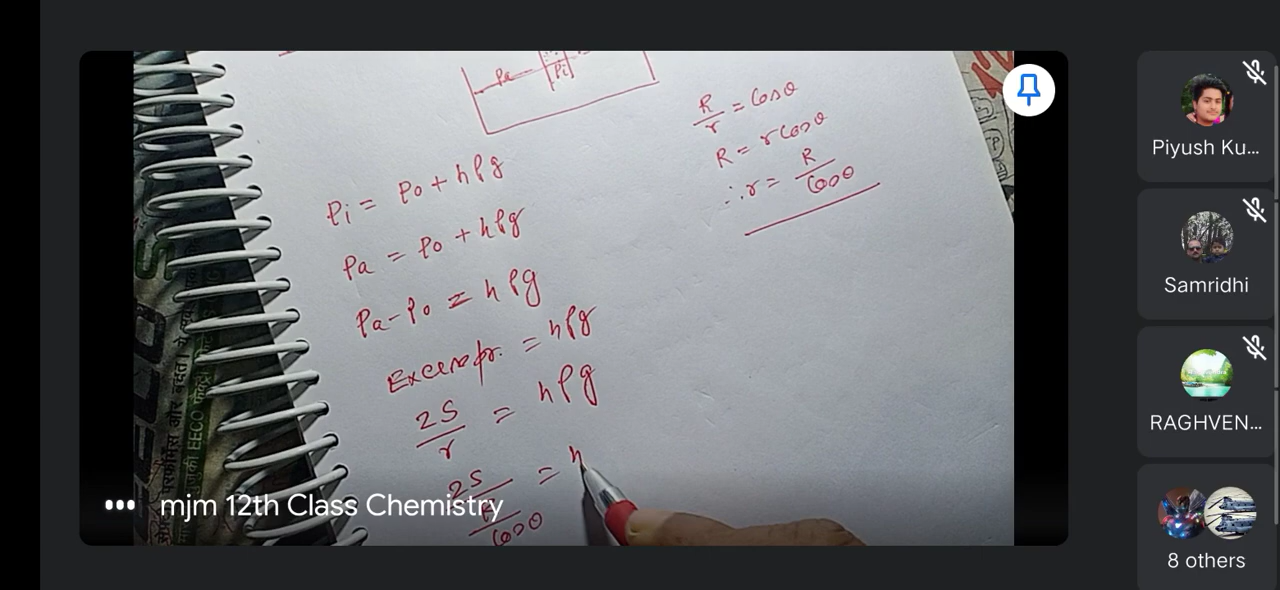 Pa
Pi
R/r = Cosθ
R = rCosθ
∴ r = R/Cosθ
Pi = Po + hρg
Pa = Po + hρg
Pa - Po = hρg
Excess pr. = hρg
2S/r = hρg
2S/(R/Cosθ) = h
mjm 12th Class Chemistry
Piyush Ku...
Samridhi
RAGHVEN...
8 others